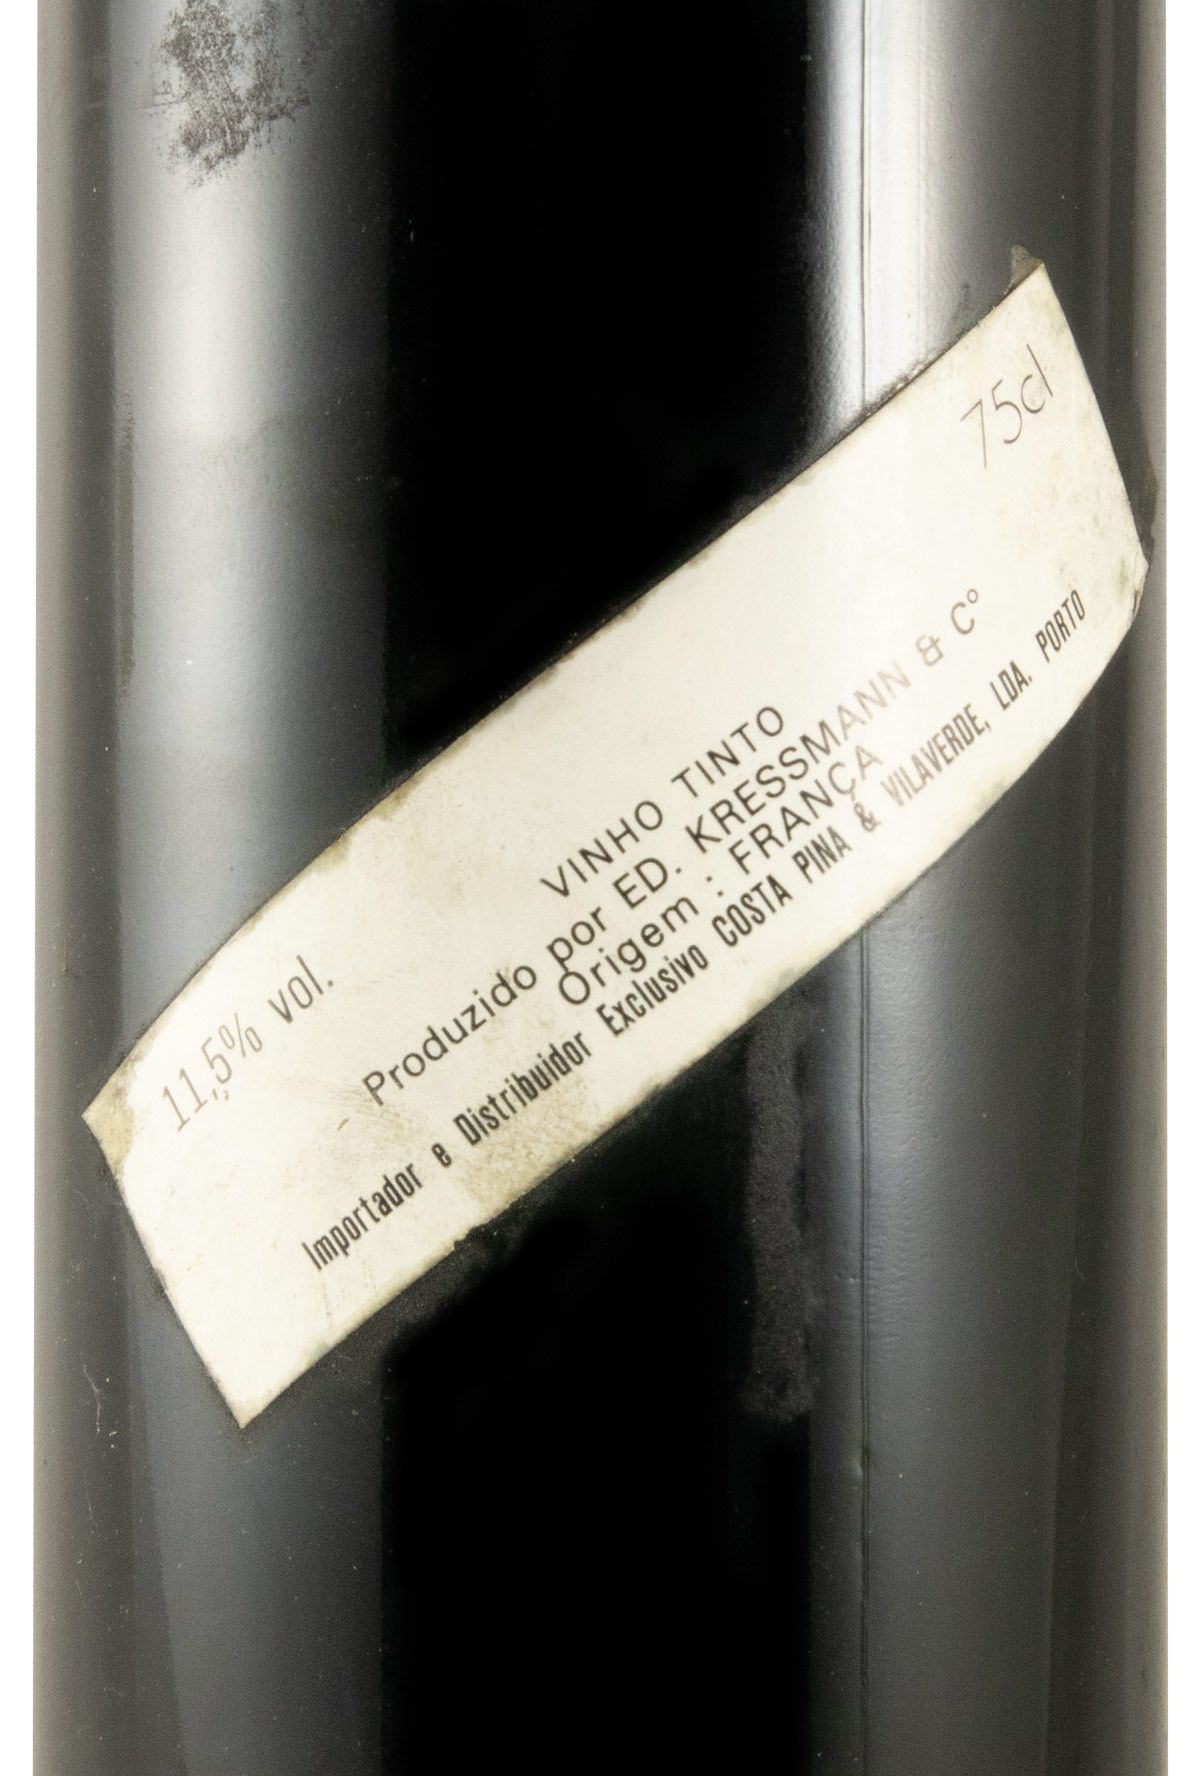 75cl
11,5% vol.
VINHO TINTO
Produzido por ED. KRESSMANN & Cº
Origem : FRANÇA
Importador e Distribuidor Exclusivo COSTA PINA & VILAVERDE, LDA. PORTO